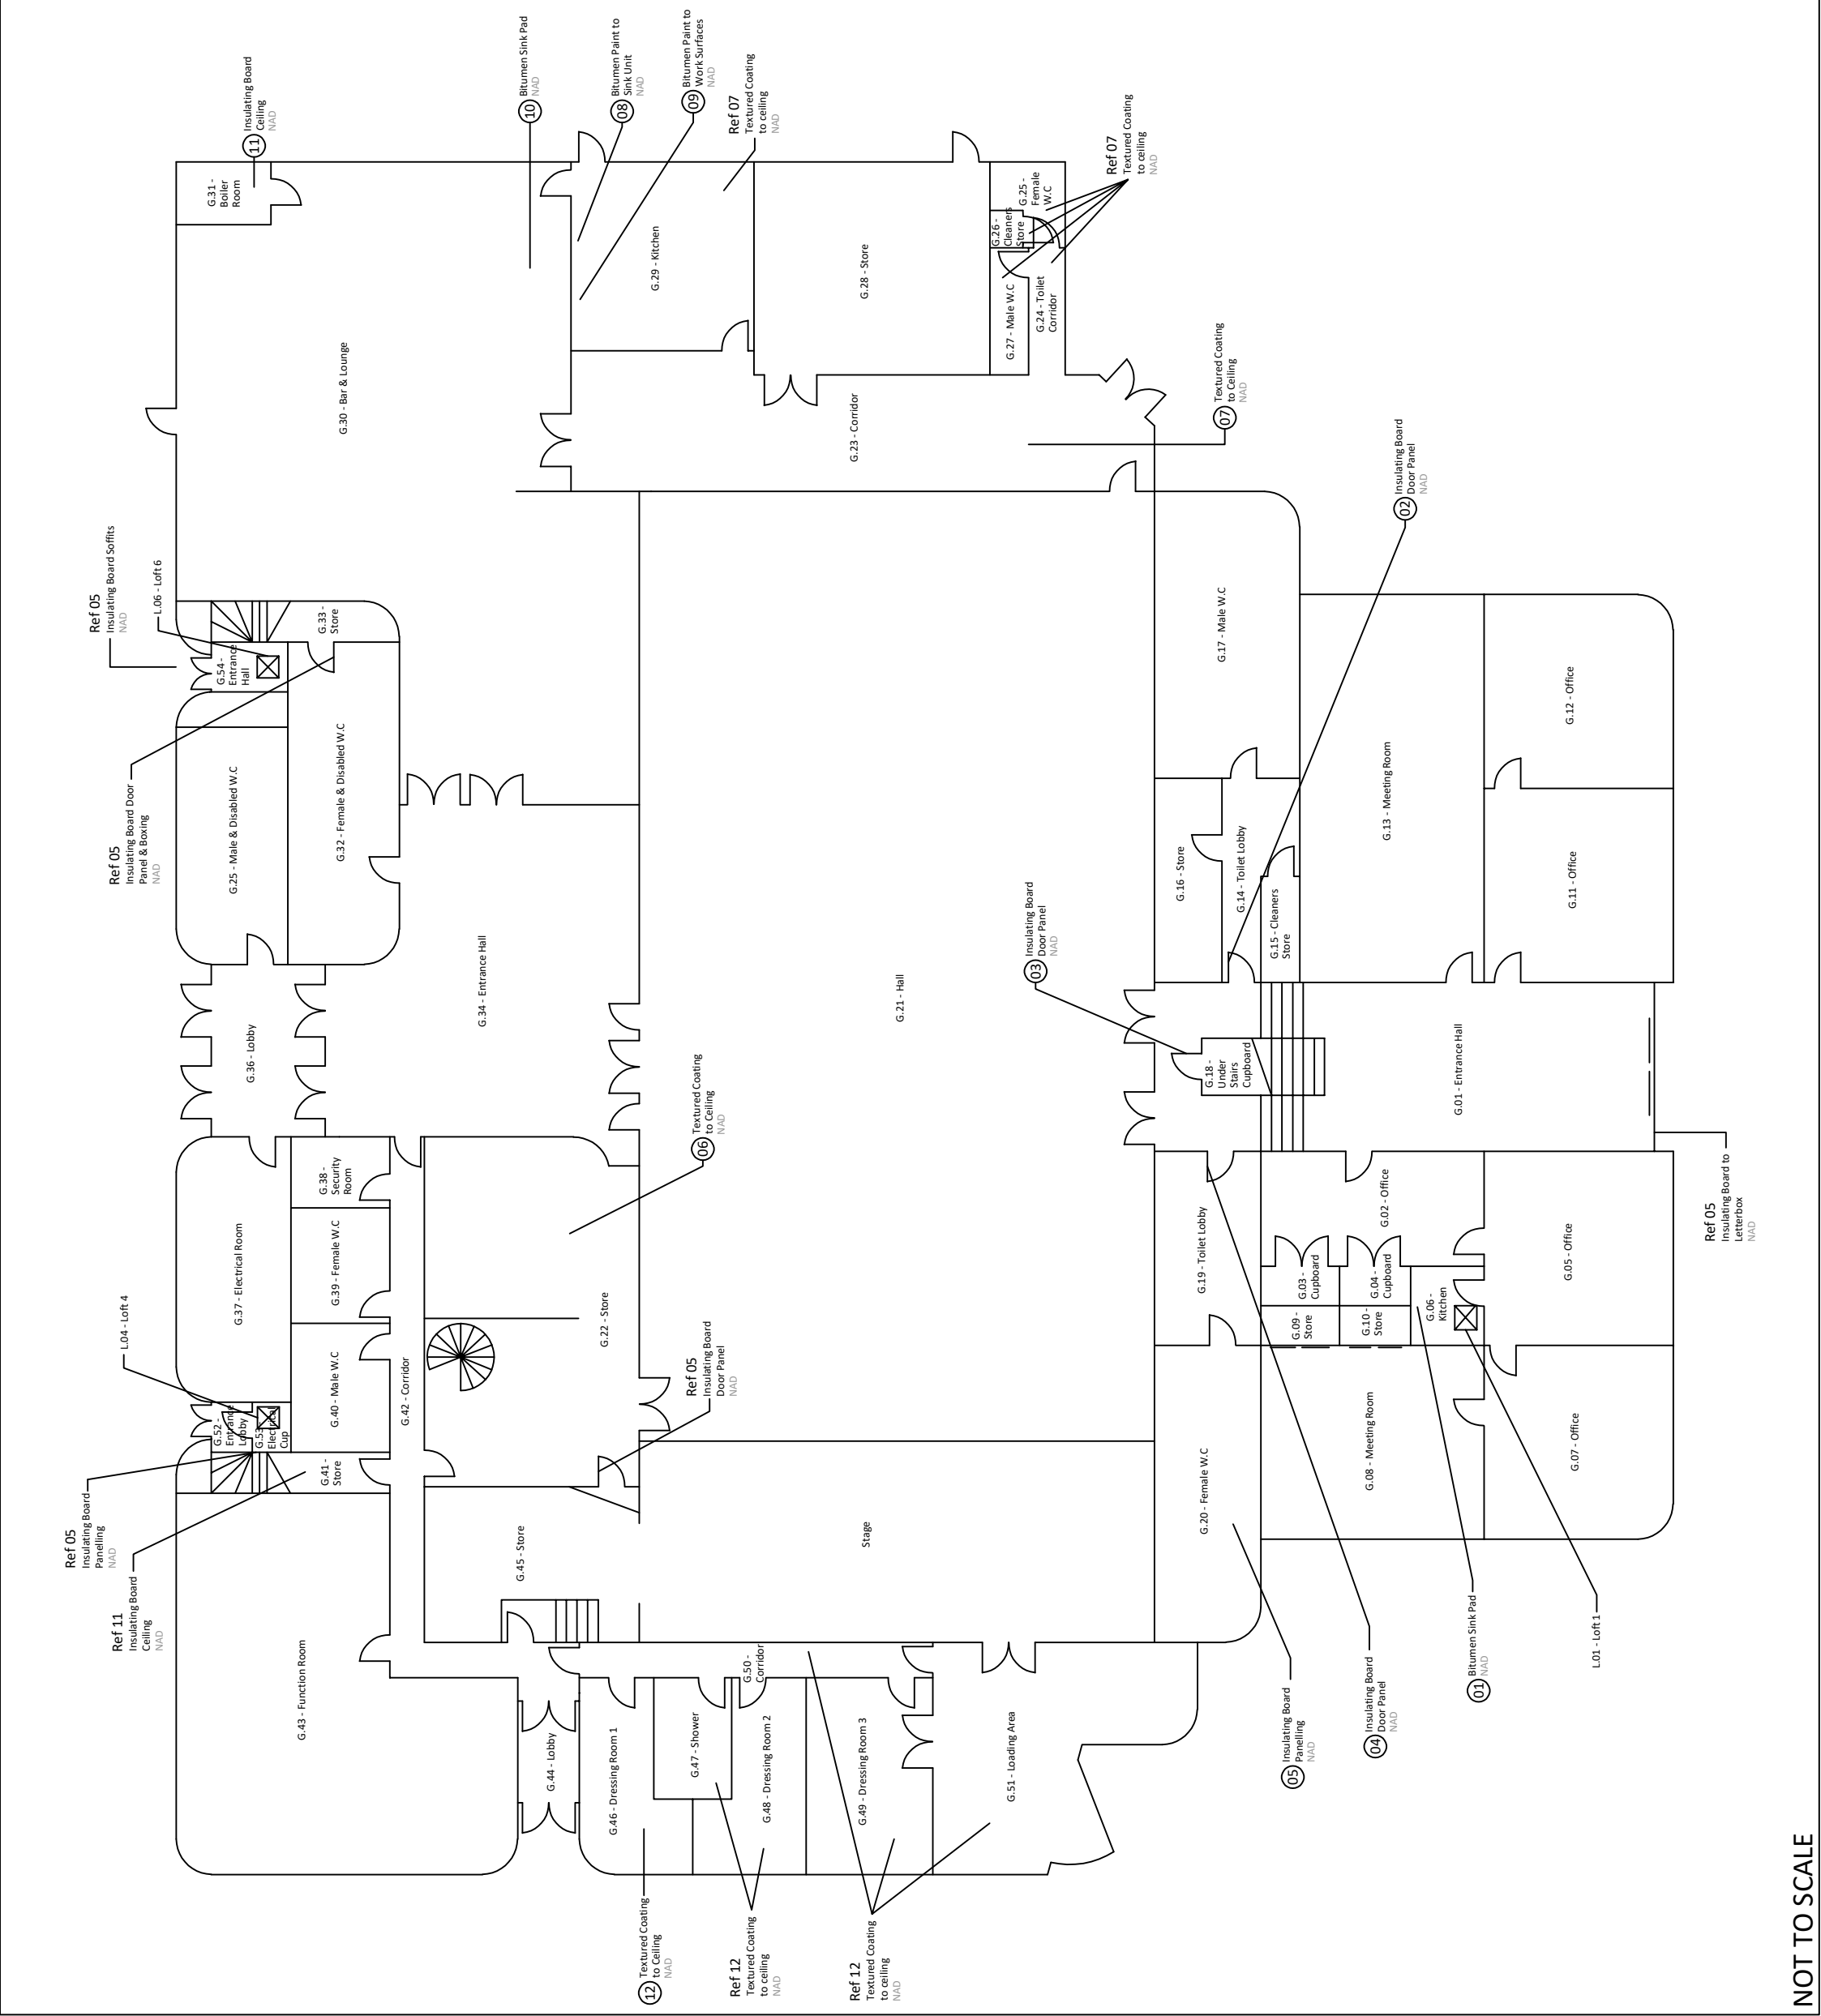 Ref 05
Insulating Board
Panelling
NAD
Ref 11
Insulating Board
Ceiling
NAD
L.04 - Loft 4
Ref 05
Insulating Board Door
Panel & Boxing
NAD
Ref 05
Insulating Board Soffits
NAD
L.06 - Loft 6
11
Insulating Board
Ceiling
NAD
10
Bitumen Sink Pad
NAD
08
Bitumen Paint to
Sink Unit
NAD
09
Bitumen Paint to
Work Surfaces
NAD
Ref 07
Textured Coating
to ceiling
NAD
Ref 07
Textured Coating
to ceiling
NAD
07
Textured Coating
to Ceiling
NAD
02
Insulating Board
Door Panel
NAD
03
Insulating Board
Door Panel
NAD
06
Textured Coating
to Ceiling
NAD
Ref 05
Insulating Board
Door Panel
NAD
12
Textured Coating
to Ceiling
NAD
Ref 12
Textured Coating
to ceiling
NAD
Ref 12
Textured Coating
to ceiling
NAD
05
Insulating Board
Panelling
NAD
04
Insulating Board
Door Panel
NAD
01
Bitumen Sink Pad
NAD
L.01 - Loft 1
Ref 05
Insulating Board to
Letterbox
NAD
G.43 - Function Room
G.41 -
Store
G.52 -
Entrance
Lobby
G.53
Electrical
Cup
G.37 - Electrical Room
G.38 -
Security
Room
G.39 - Female W.C
G.40 - Male W.C
G.42 - Corridor
G.36 - Lobby
G.25 - Male & Disabled W.C
G.32 - Female & Disabled W.C
G.54 -
Entrance
Hall
G.33 -
Store
G.31 -
Boiler
Room
G.30 - Bar & Lounge
G.34 - Entrance Hall
G.22 - Store
G.45 - Store
G.44 - Lobby
G.46 - Dressing Room 1
G.47 - Shower
G.48 - Dressing Room 2
G.49 - Dressing Room 3
G.50 -
Corridor
G.51 - Loading Area
Stage
G.21 - Hall
G.23 - Corridor
G.29 - Kitchen
G.28 - Store
G.27 - Male W.C
G.26 -
Cleaners
Store
G.25 -
Female
W.C
G.24 - Toilet
Corridor
G.17 - Male W.C
G.16 - Store
G.14 - Toilet Lobby
G.15 - Cleaners
Store
G.18 -
Under
Stairs
Cupboard
G.19 - Toilet Lobby
G.20 - Female W.C
G.01 - Entrance Hall
G.02 - Office
G.03 -
Cupboard
G.04 -
Cupboard
G.09 -
Store
G.10 -
Store
G.06 -
Kitchen
G.05 - Office
G.08 - Meeting Room
G.07 - Office
G.13 - Meeting Room
G.11 - Office
G.12 - Office
NOT TO SCALE